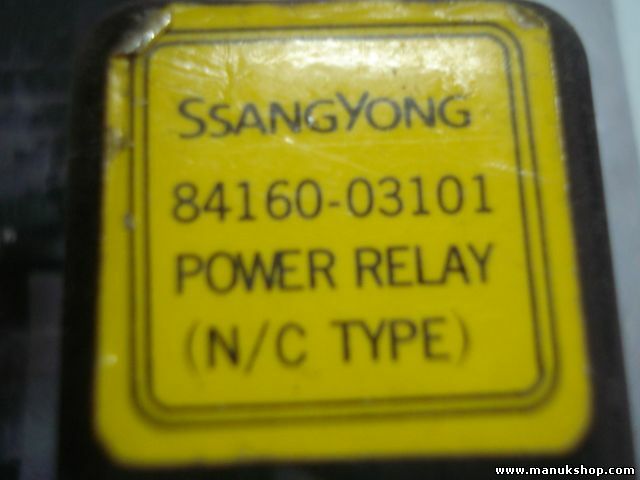 SSANGYONG
84160-03101
POWER RELAY
(N/C TYPE)
www.manukshop.com